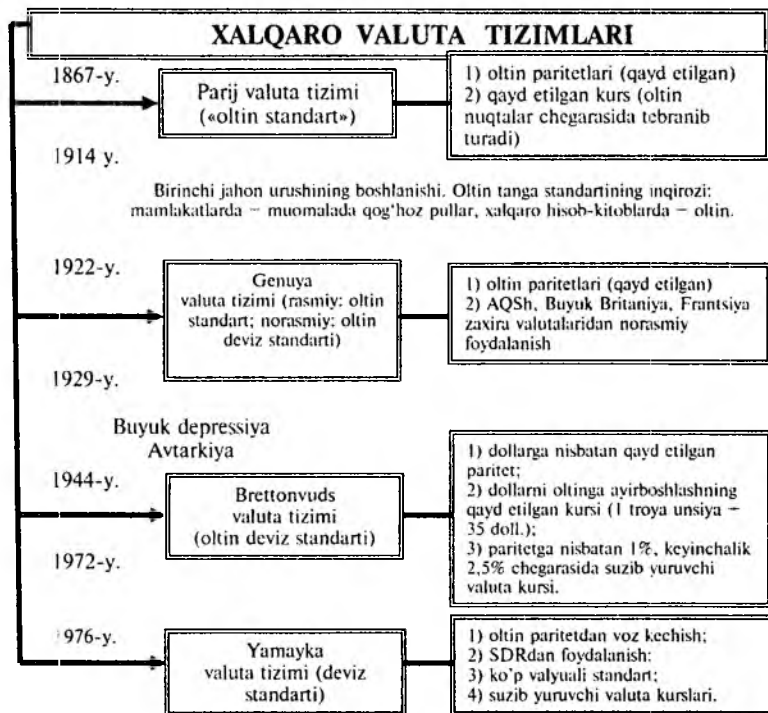 XALQARO VALUTA TIZIMLARI
1867-y.
Parij valuta tizimi
(«oltin standart»)
1) oltin paritetlari (qayd etilgan)
2) qayd etilgan kurs (oltin
nuqtalar chegarasida tebranib
turadi)
1914 y.
Birinchi jahon urushining boshlanishi. Oltin tanga standartining inqirozi:
mamlakatlarda – muomalada qog‘hoz pullar, xalqaro hisob-kitoblarda – oltin.
1922-y.
Genuya
valuta tizimi (rasmiy: oltin
standart; norasmiy: oltin
deviz standarti)
1) oltin paritetlari (qayd etilgan)
2) AQSh, Buyuk Britaniya, Frantsiya
zaxira valutalaridan norasmiy
foydalanish
1929-y.
Buyuk depressiya
Avtarkiya
1944-y.
Brettonvuds
valuta tizimi
(oltin deviz standarti)
1) dollarga nisbatan qayd etilgan
paritet;
2) dollarni oltinga ayirboshlashning
qayd etilgan kursi (1 troya unsiya –
35 doll.);
3) paritetga nisbatan 1%, keyinchalik
2,5% chegarasida suzib yuruvchi
valuta kursi.
1972-y.
1976-y.
Yamayka
valuta tizimi (deviz
standarti)
1) oltin paritetdan voz kechish;
2) SDRdan foydalanish;
3) ko‘p valyuali standart;
4) suzib yuruvchi valuta kurslari.